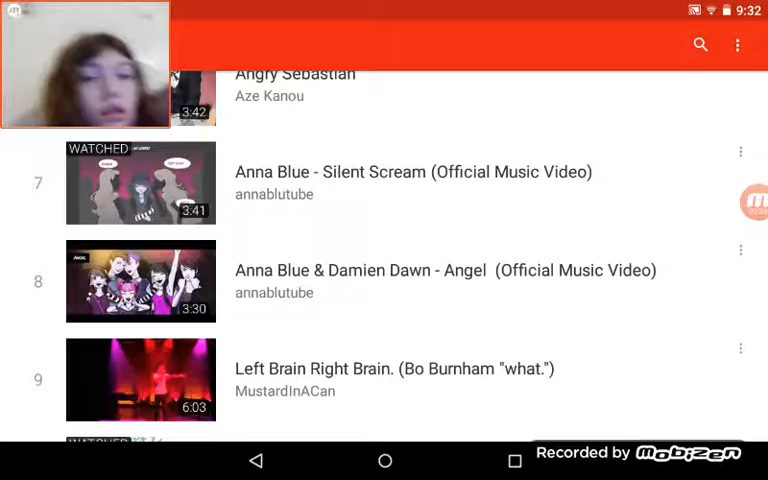 9:32
Angry Sebastian
Aze Kanou
3:42
WATCHED
7
Anna Blue - Silent Scream (Official Music Video)
annablutube
3:41
8
Anna Blue & Damien Dawn - Angel (Official Music Video)
annablutube
3:30
9
Left Brain Right Brain. (Bo Burnham "what.")
MustardInACan
6:03
WATCHED
Recorded by mobizen